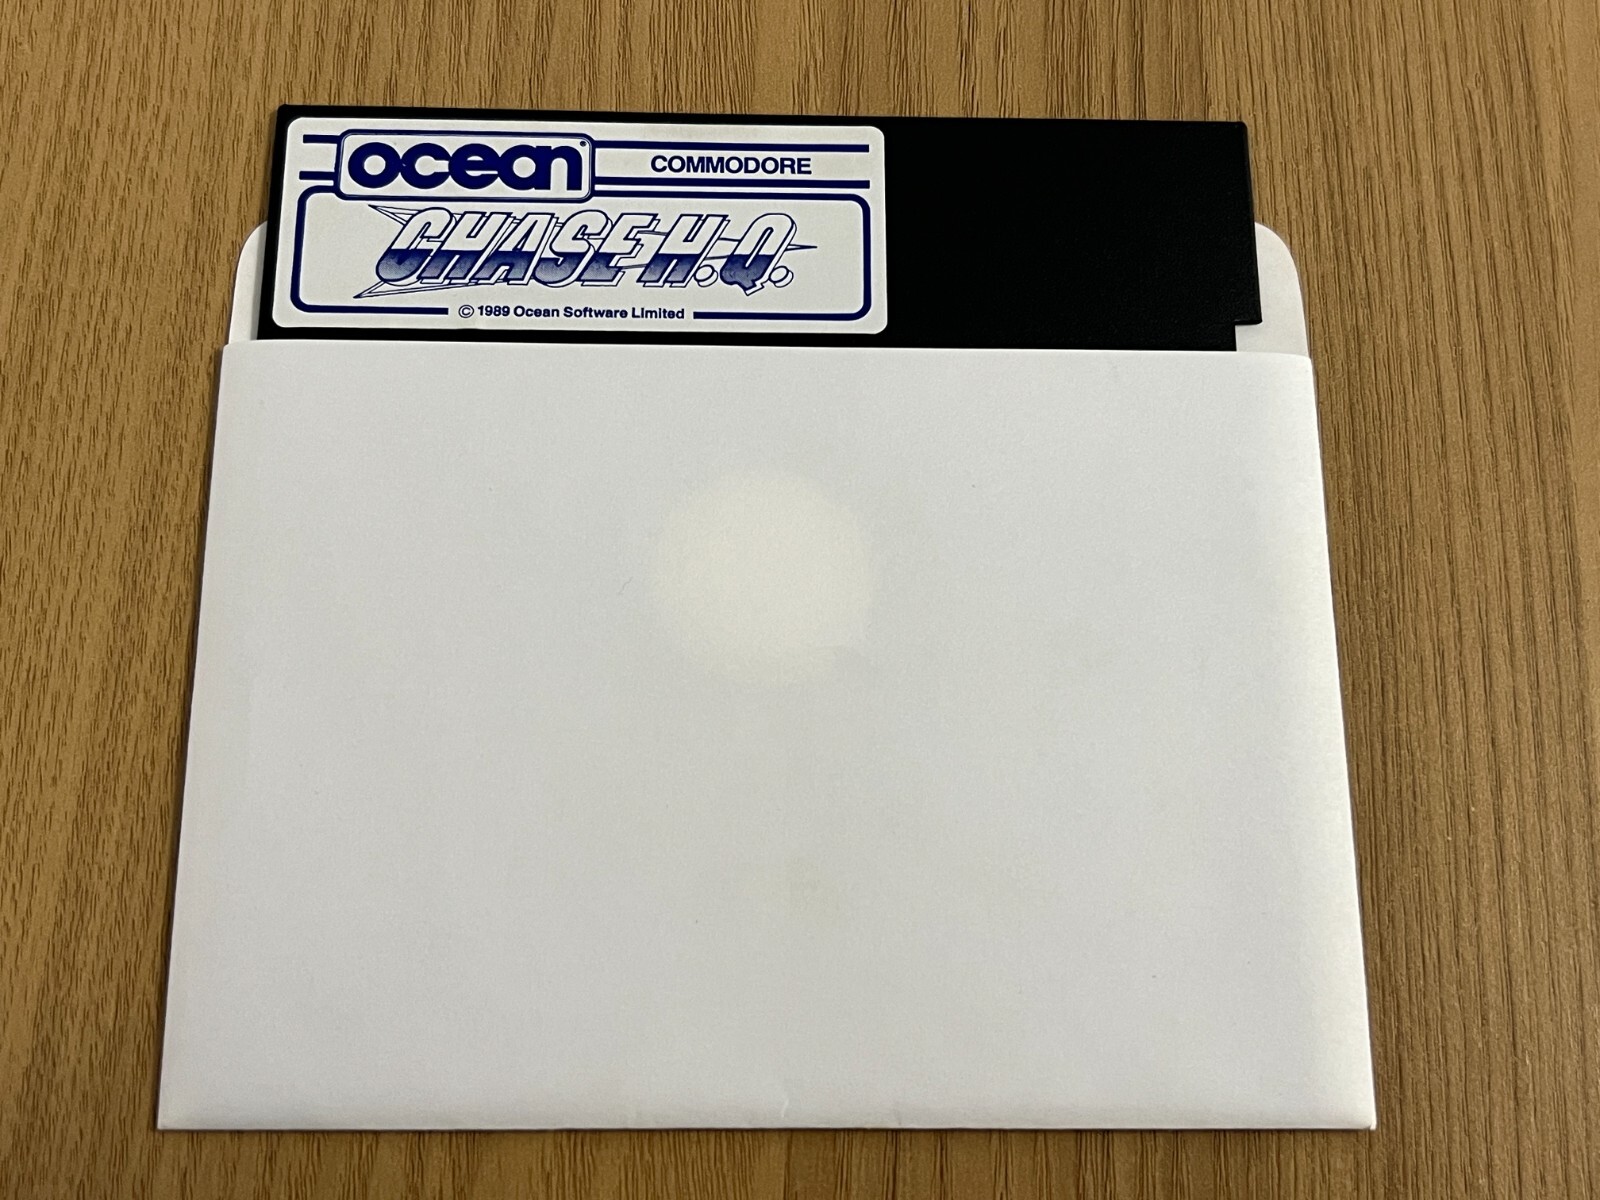 ocean
COMMODORE
CHASE H.Q.
© 1989 Ocean Software Limited